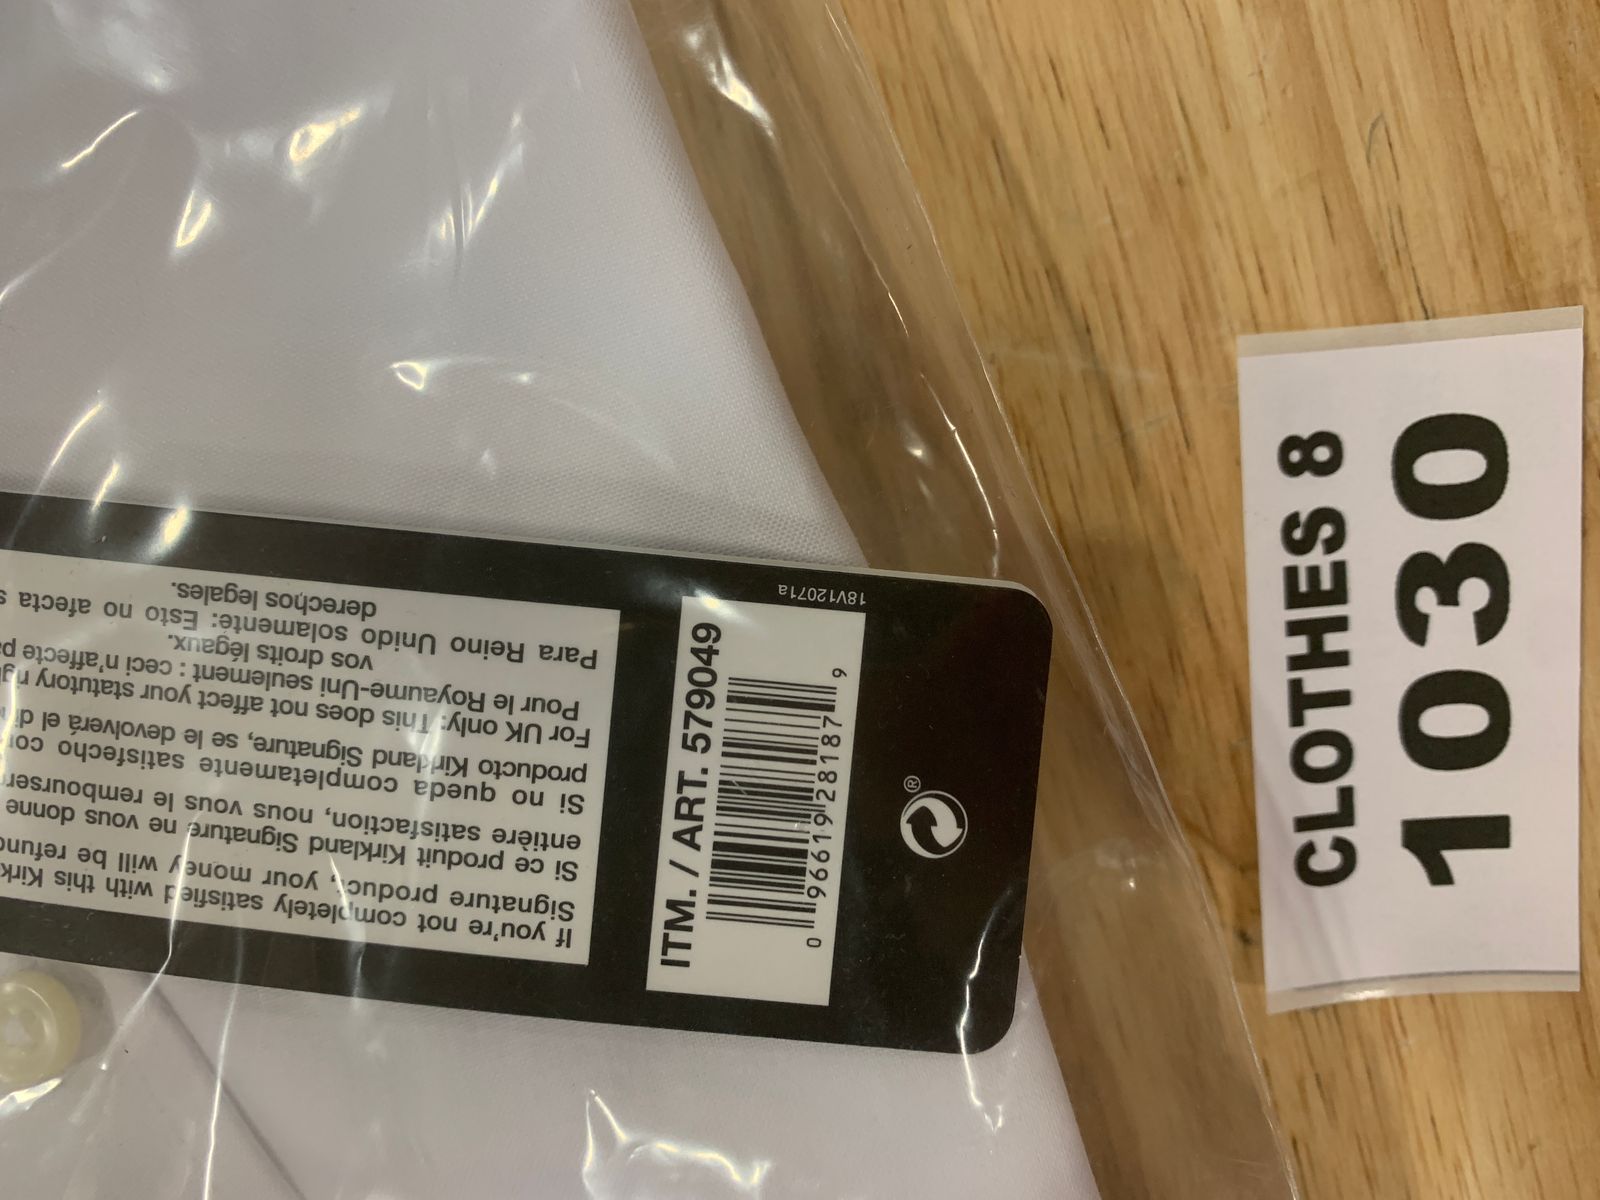 If you're not completely satisfied with this
Signature product, your money will be
Si ce produit Kirkland Signature ne vous donne
entière satisfaction, nous vous le
Si no queda completamente satisfecho
producto Kirkland Signature, se le devolverá el
For UK only: This does not affect your statutory
Pour le Royaume-Uni seulement : ceci n'affecte
vos droits légaux.
Para Reino Unido solamente: Esto no afecta
derechos legales.
18V12071a
ITM. / ART. 579049
0 96619 28187 9
®
CLOTHES 8
1030